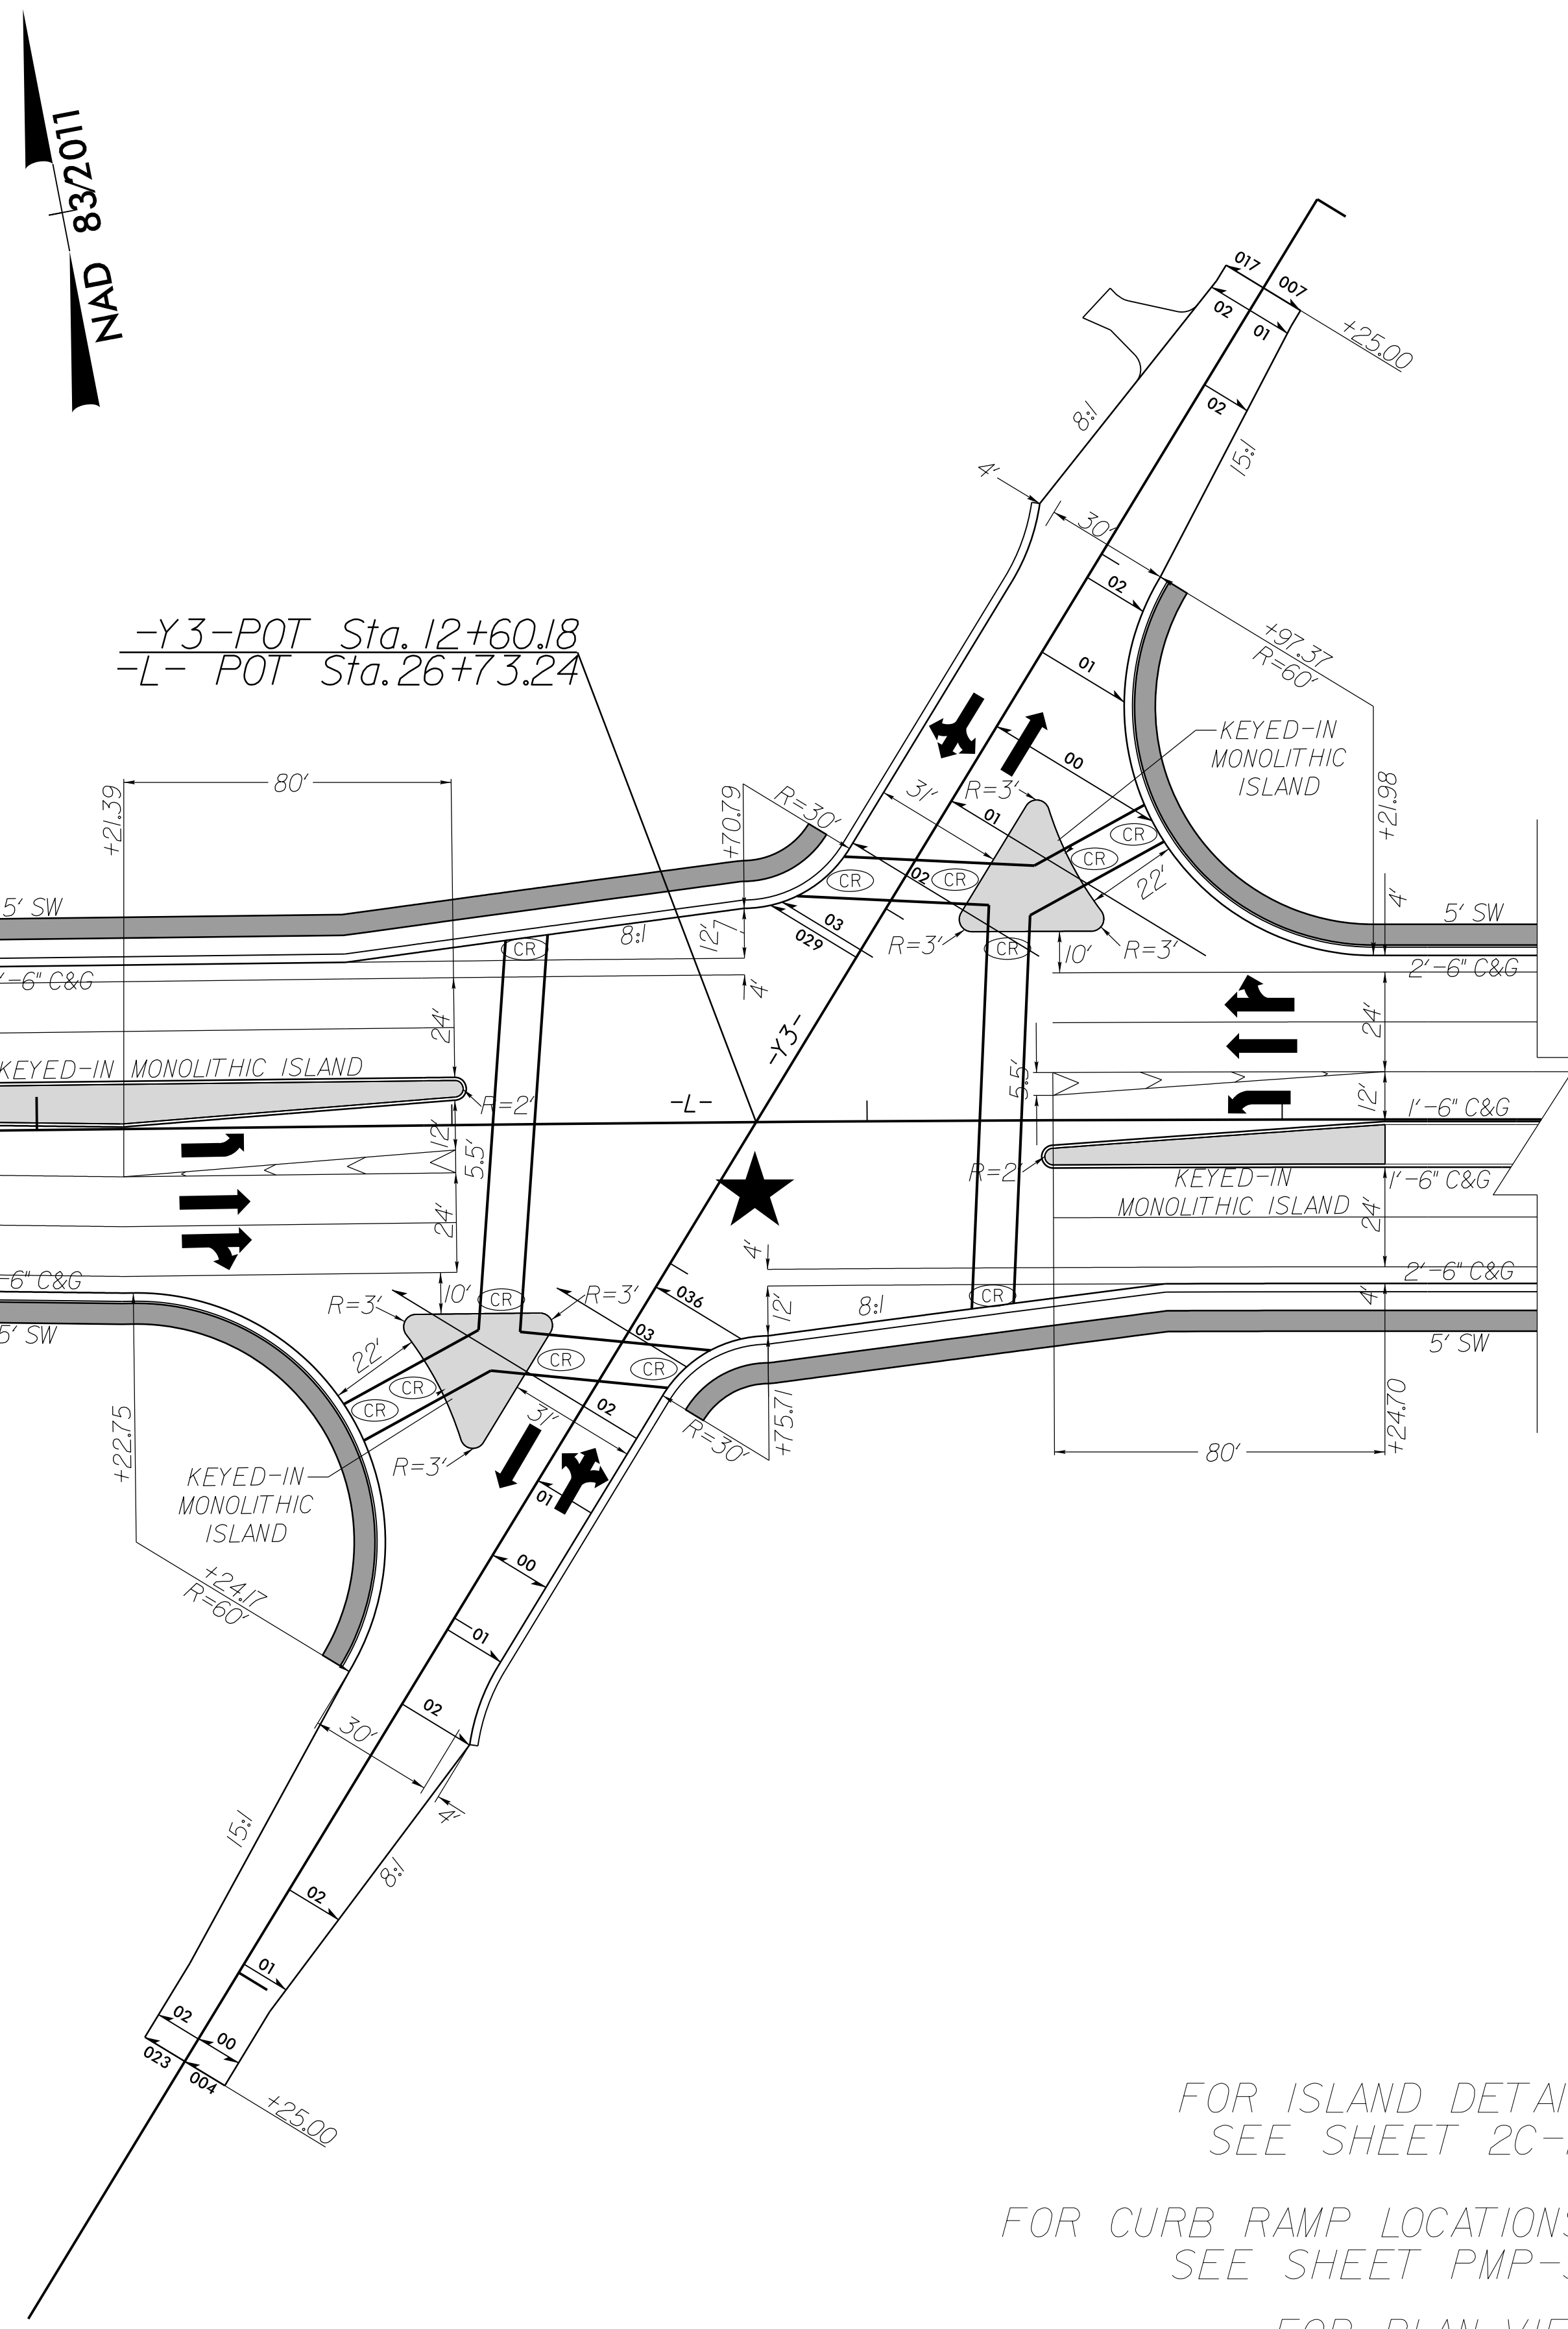 NAD 83/2011
017
007
02
01
+25.00
02
8:1
15:1
4'
30'
02
+97.37
R=60'
-Y3-POT Sta. 12+60.18
-L- POT Sta. 26+73.24
01
KEYED-IN
MONOLITHIC
ISLAND
00
80'
+21.39
+70.79
R=30'
31'
R=3'
01
+21.98
CR
CR
22'
CR
02
CR
4'
5' SW
5' SW
03
029
R=3'
CR
R=3'
10'
8:1
12'
CR
2'-6" C&G
-6" C&G
4'
24'
24'
-Y3-
KEYED-IN MONOLITHIC ISLAND
5.5'
12'
R=2'
-L-
1'-6" C&G
12'
5.5'
R=2'
KEYED-IN
MONOLITHIC ISLAND
1'-6" C&G
24'
24'
4'
2'-6" C&G
-6" C&G
5' SW
10'
CR
R=3'
R=3'
036
12'
8:1
CR
4'
5' SW
03
22'
CR
CR
CR
CR
02
31'
R=3'
R=30'
+75.71
80'
+24.70
+22.75
KEYED-IN
MONOLITHIC
ISLAND
01
00
+24.17
R=60'
01
02
30'
4'
15:1
8:1
02
01
02
00
023
004
+25.00
FOR ISLAND DETAI
SEE SHEET 2C-
FOR CURB RAMP LOCATIONS
SEE SHEET PMP-